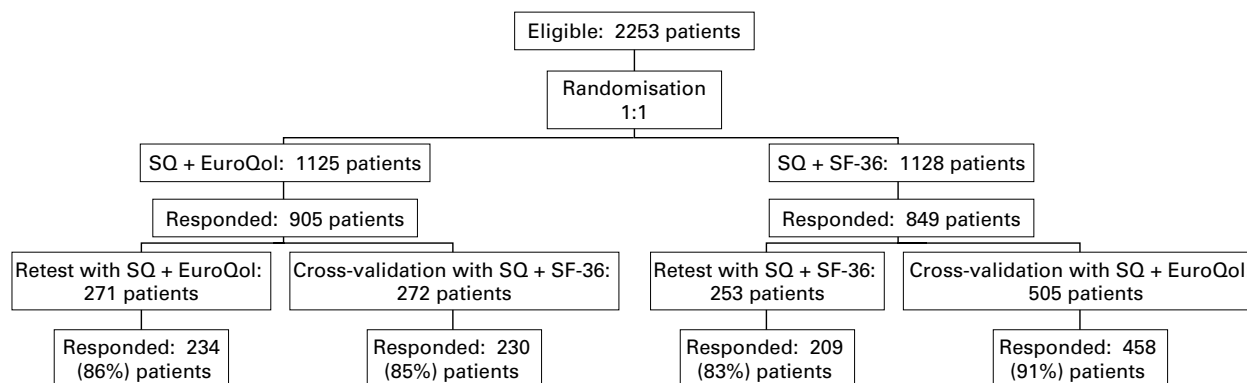 Eligible: 2253 patients
Randomisation
1:1
SQ + EuroQol: 1125 patients
SQ + SF-36: 1128 patients
Responded: 905 patients
Responded: 849 patients
Retest with SQ + EuroQol:
271 patients
Cross-validation with SQ + SF-36:
272 patients
Retest with SQ + SF-36:
253 patients
Cross-validation with SQ + EuroQol
505 patients
Responded: 234
(86%) patients
Responded: 230
(85%) patients
Responded: 209
(83%) patients
Responded: 458
(91%) patients